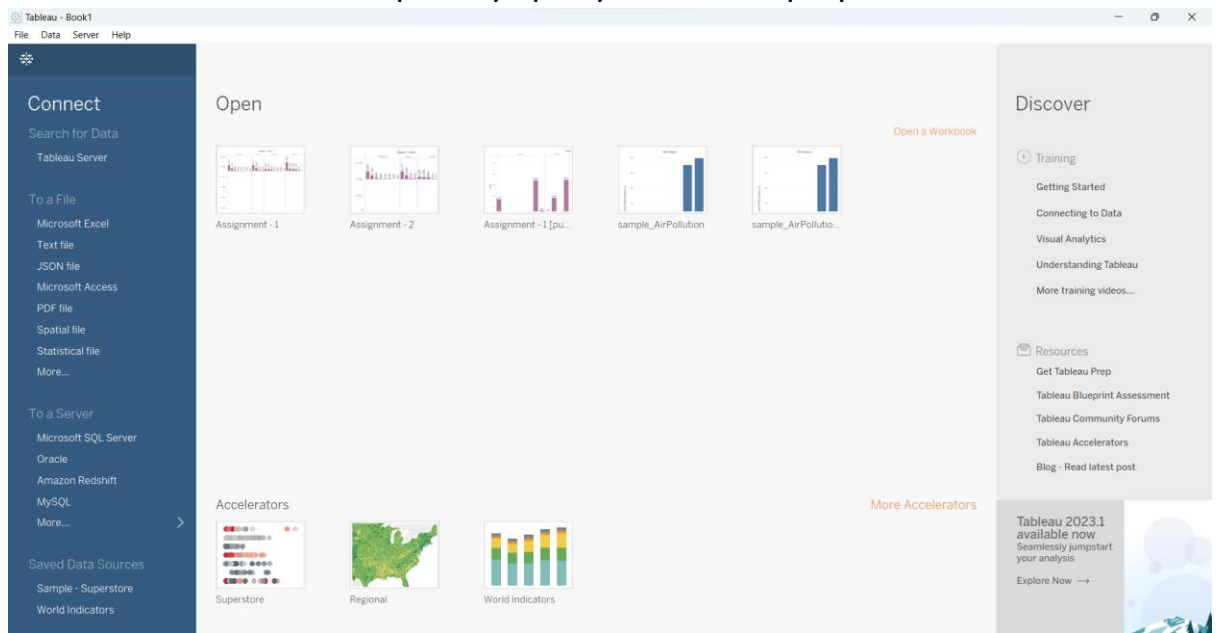 Tableau - Book1
File Data Server Help
Connect
Search for Data
Tableau Server
To a File
Microsoft Excel
Text file
JSON file
Microsoft Access
PDF file
Spatial file
Statistical file
More...
To a Server
Microsoft SQL Server
Oracle
Amazon Redshift
MySQL
More...
Saved Data Sources
Sample - Superstore
World Indicators
Open
Open a Workbook
Assignment - 1
Assignment - 2
Assignment - 1 [pu...
sample_AirPollution
sample_AirPollutio...
Accelerators
More Accelerators
Superstore
Regional
World Indicators
Discover
Training
Getting Started
Connecting to Data
Visual Analytics
Understanding Tableau
More training videos...
Resources
Get Tableau Prep
Tableau Blueprint Assessment
Tableau Community Forums
Tableau Accelerators
Blog - Read latest post
Tableau 2023.1
available now
Seamlessly jumpstart
your analysis
Explore Now →